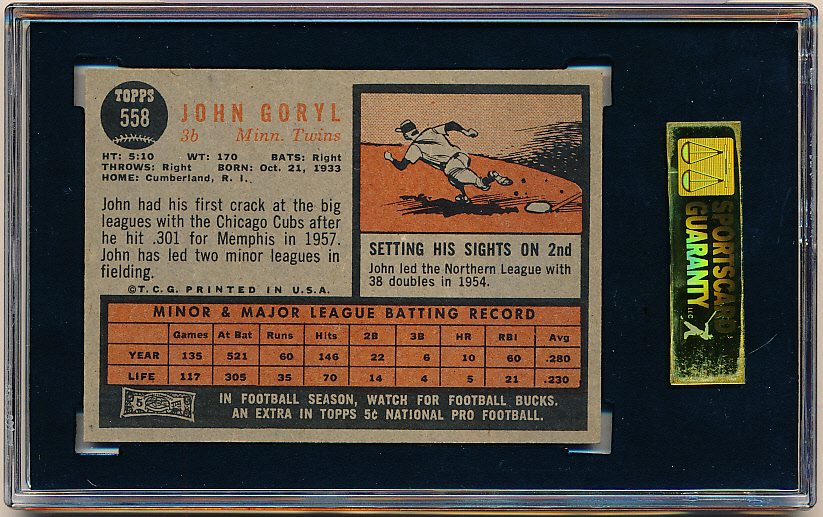 TOPPS
558
JOHN GORYL
3b Minn. Twins
HT: 5:10 WT: 170 BATS: Right
THROWS: Right BORN: Oct. 21, 1933
HOME: Cumberland, R. I.
John had his first crack at the big
leagues with the Chicago Cubs after
he hit .301 for Memphis in 1957.
John has led two minor leagues in
fielding.
©T.C.G. PRINTED IN U.S.A.
SETTING HIS SIGHTS ON 2nd
John led the Northern League with
38 doubles in 1954.
MINOR & MAJOR LEAGUE BATTING RECORD
Games At Bat Runs Hits 2B 3B HR RBI Avg
YEAR 135 521 60 146 22 6 10 60 .280
LIFE 117 305 35 70 14 4 5 21 .230
IN FOOTBALL SEASON, WATCH FOR FOOTBALL BUCKS.
AN EXTRA IN TOPPS 5¢ NATIONAL PRO FOOTBALL.
SPORTSCARD
GUARANTY LLC